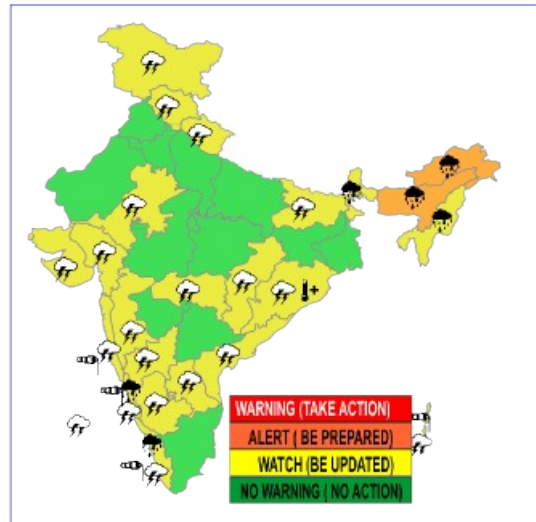 WARNING (TAKE ACTION)
ALERT ( BE PREPARED)
WATCH (BE UPDATED)
NO WARNING ( NO ACTION)